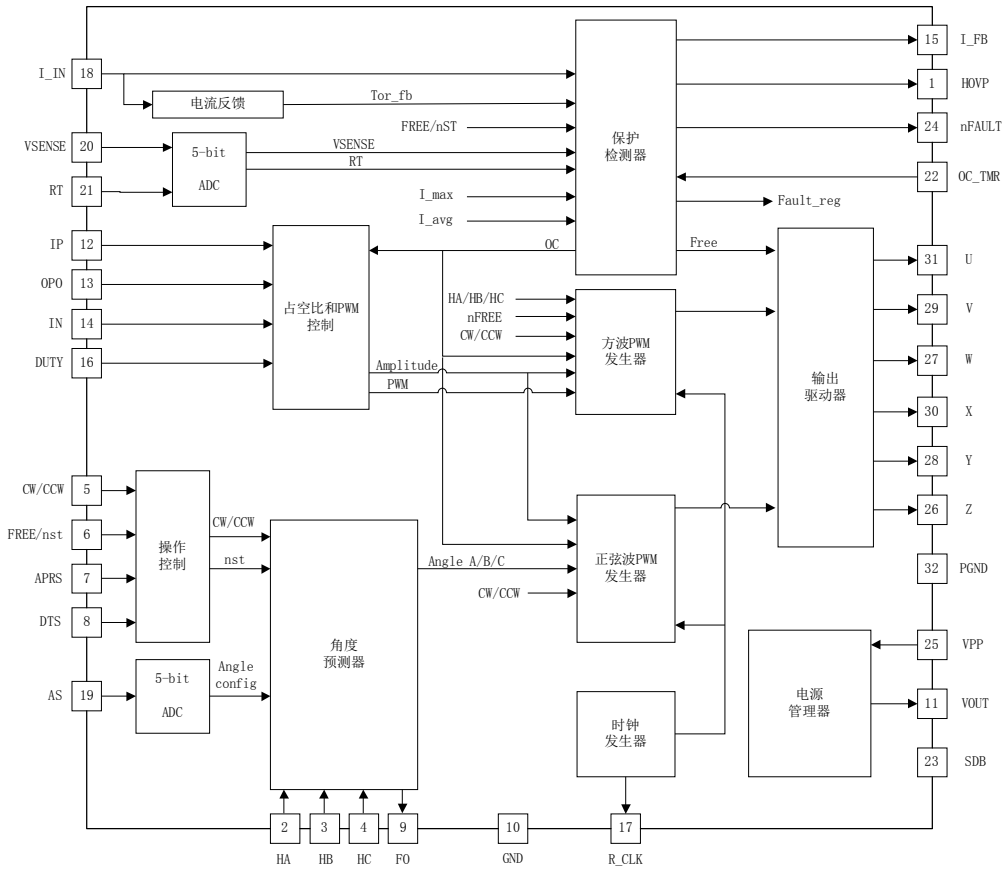 I_IN
18
电流反馈
Tor_fb
FREE/nST
VSENSE
20
5-bit
ADC
VSENSE
RT
RT
21
I_max
I_avg
保护
检测器
15
I_FB
1
HOVP
24
nFAULT
22
OC_TMR
Fault_reg
OC
Free
IP
12
OPO
13
IN
14
DUTY
16
占空比和PWM
控制
HA/HB/HC
nFREE
CW/CCW
Amplitude
PWM
方波PWM
发生器
输出
驱动器
31
U
29
V
27
W
30
X
28
Y
26
Z
32
PGND
CW/CCW
5
FREE/nst
6
APRS
7
DTS
8
操作
控制
CW/CCW
nst
AS
19
5-bit
ADC
Angle
config
角度
预测器
Angle A/B/C
CW/CCW
正弦波PWM
发生器
时钟
发生器
电源
管理器
25
VPP
11
VOUT
23
SDB
2
3
4
9
10
17
HA
HB
HC
FO
GND
R_CLK